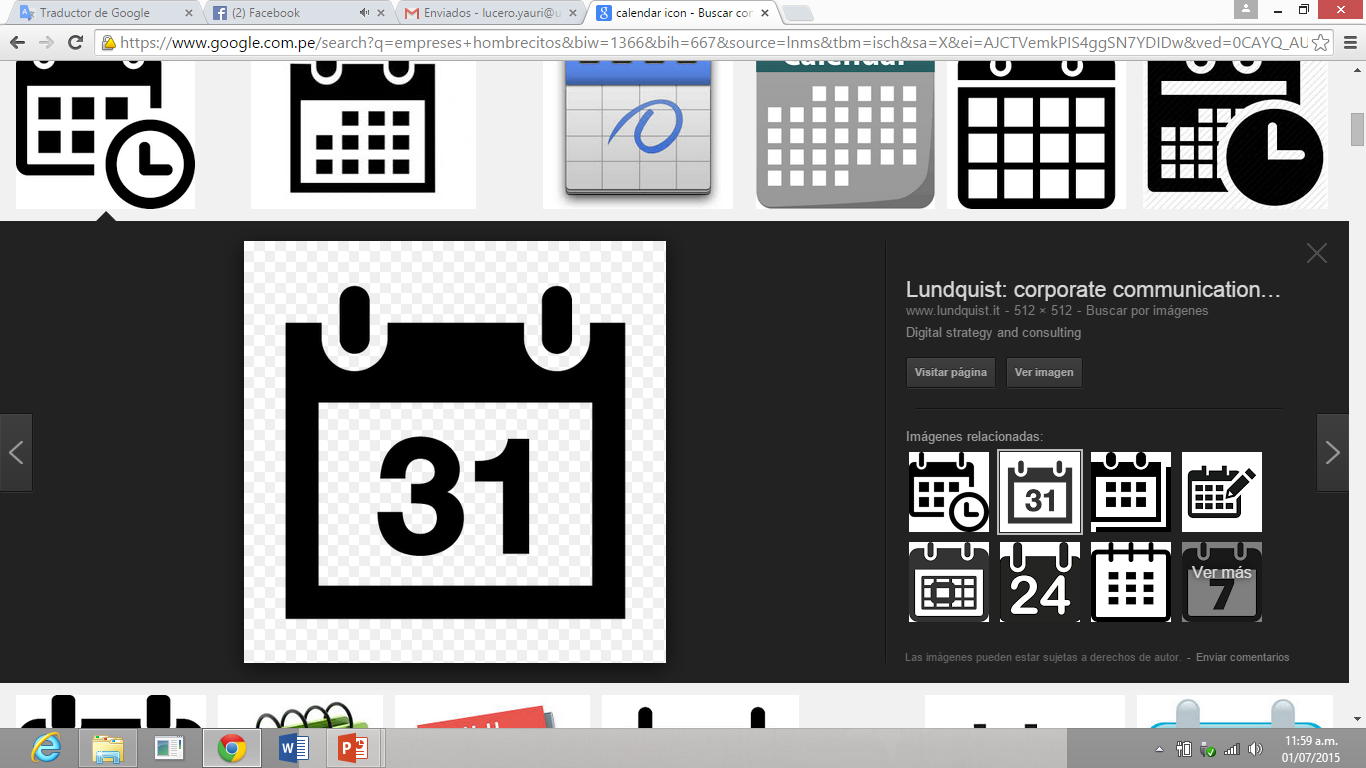 Traductor de Google
(2) Facebook
Enviados - lucero.yauri@u
calendar icon - Buscar con
https://www.google.com.pe/search?q=empreses+hombrecitos&biw=1366&bih=667&source=lnms&tbm=isch&sa=X&ei=AJCTVemkPIS4ggSN7YDIDw&ved=0CAYQ_AU
Calendar
31
Lundquist: corporate communication…
www.lundquist.it - 512 × 512 - Buscar por imágenes
Digital strategy and consulting
Visitar página
Ver imagen
Imágenes relacionadas:
31
24
Ver más
7
Las imágenes pueden estar sujetas a derechos de autor. - Enviar comentarios
11:59 a.m.
01/07/2015